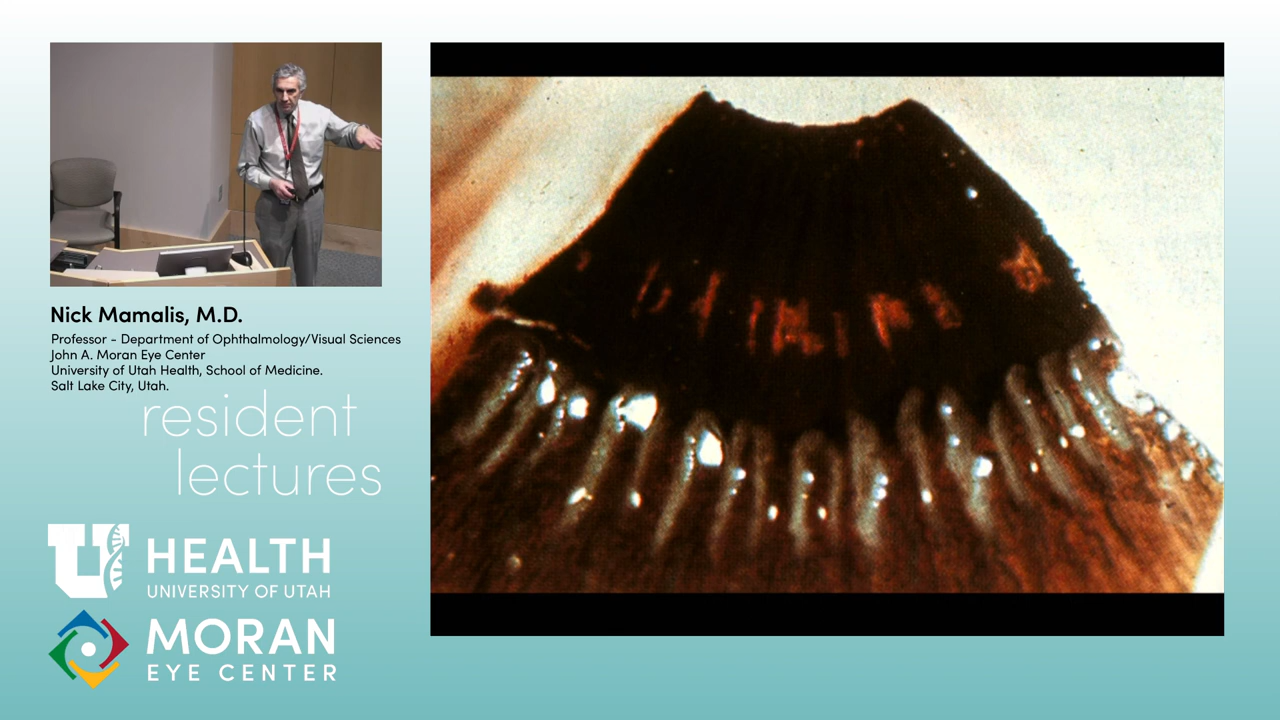 Nick Mamalis, M.D.
Professor - Department of Ophthalmology/Visual Sciences
John A. Moran Eye Center
University of Utah Health, School of Medicine.
Salt Lake City, Utah.
resident
lectures
U HEALTH
UNIVERSITY OF UTAH
MORAN
EYE CENTER